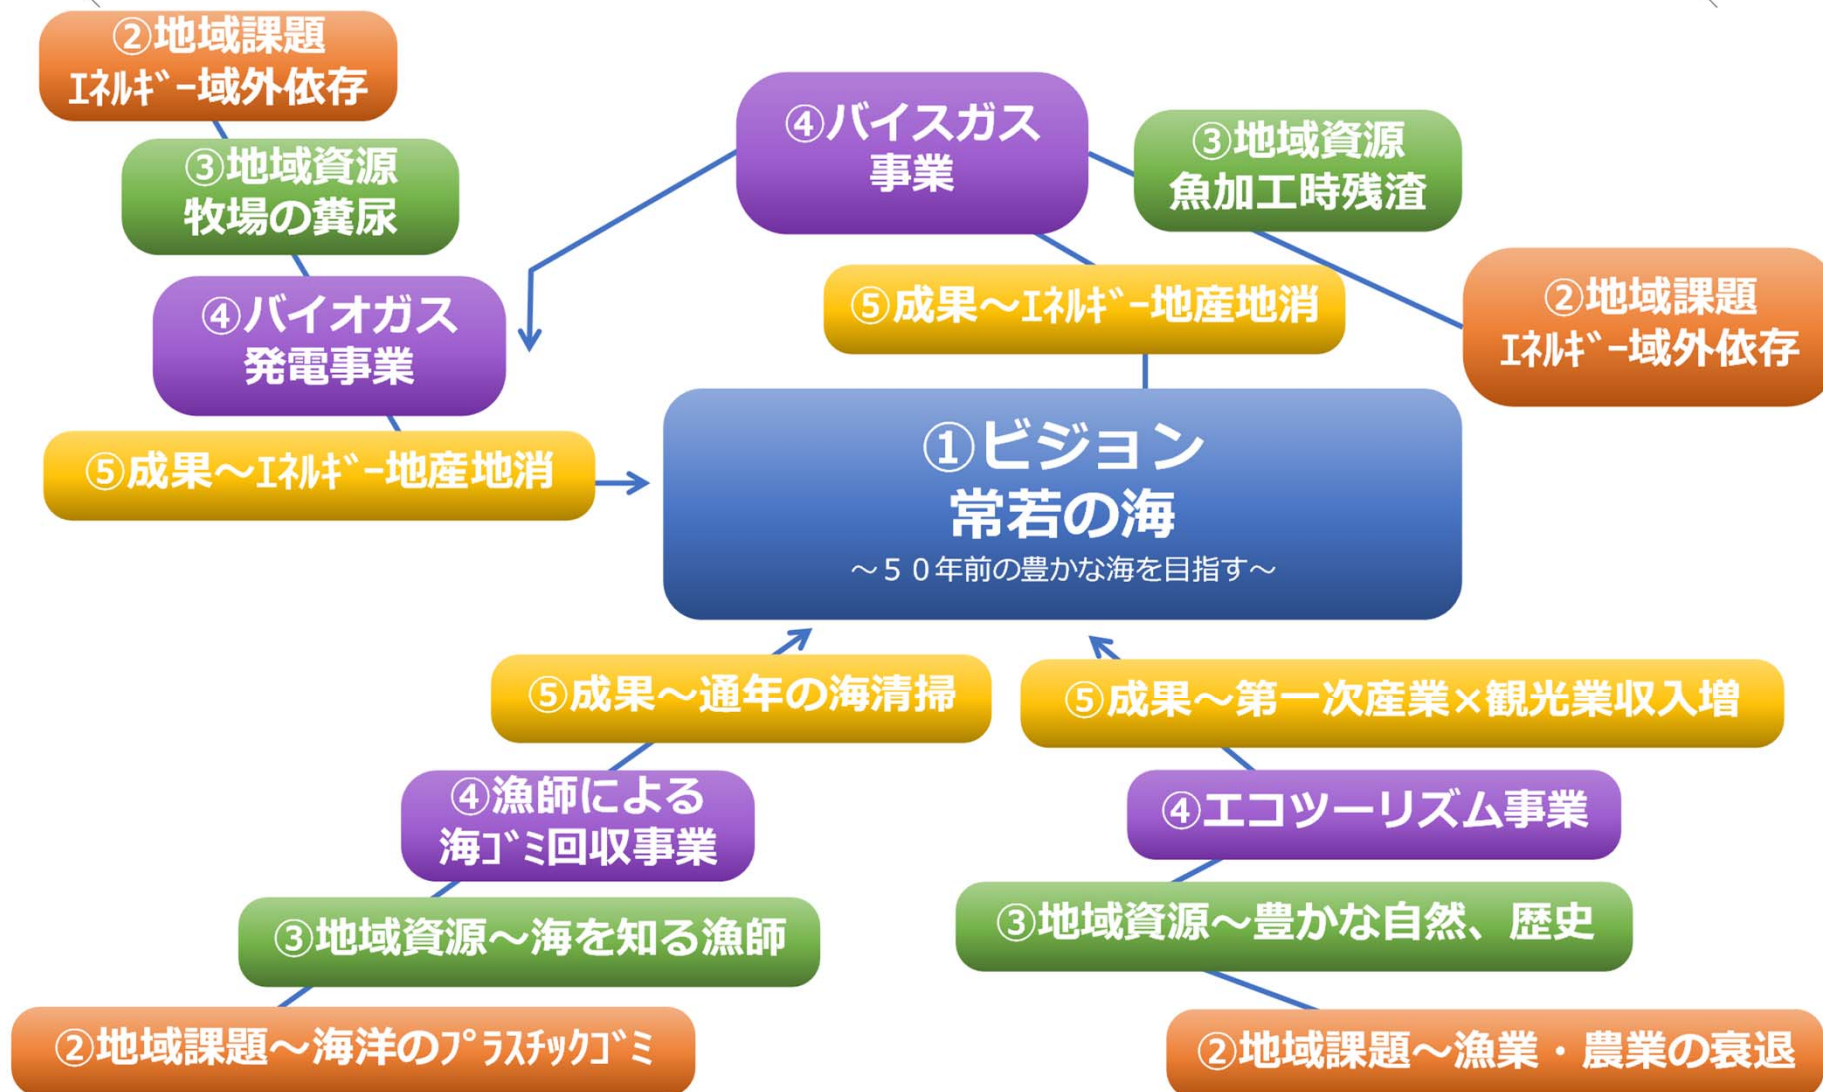 ②地域課題
ｴﾈﾙｷﾞｰ域外依存
③地域資源
牧場の糞尿
④バイオガス
発電事業
⑤成果～ｴﾈﾙｷﾞｰ地産地消
④バイスガス
事業
③地域資源
魚加工時残渣
②地域課題
ｴﾈﾙｷﾞｰ域外依存
⑤成果～ｴﾈﾙｷﾞｰ地産地消
①ビジョン
常若の海
～５０年前の豊かな海を目指す～
⑤成果～通年の海清掃
④漁師による
海ｺﾞﾐ回収事業
③地域資源～海を知る漁師
②地域課題～海洋のﾌﾟﾗｽﾁｯｸｺﾞﾐ
⑤成果～第一次産業×観光業収入増
④エコツーリズム事業
③地域資源～豊かな自然、歴史
②地域課題～漁業・農業の衰退